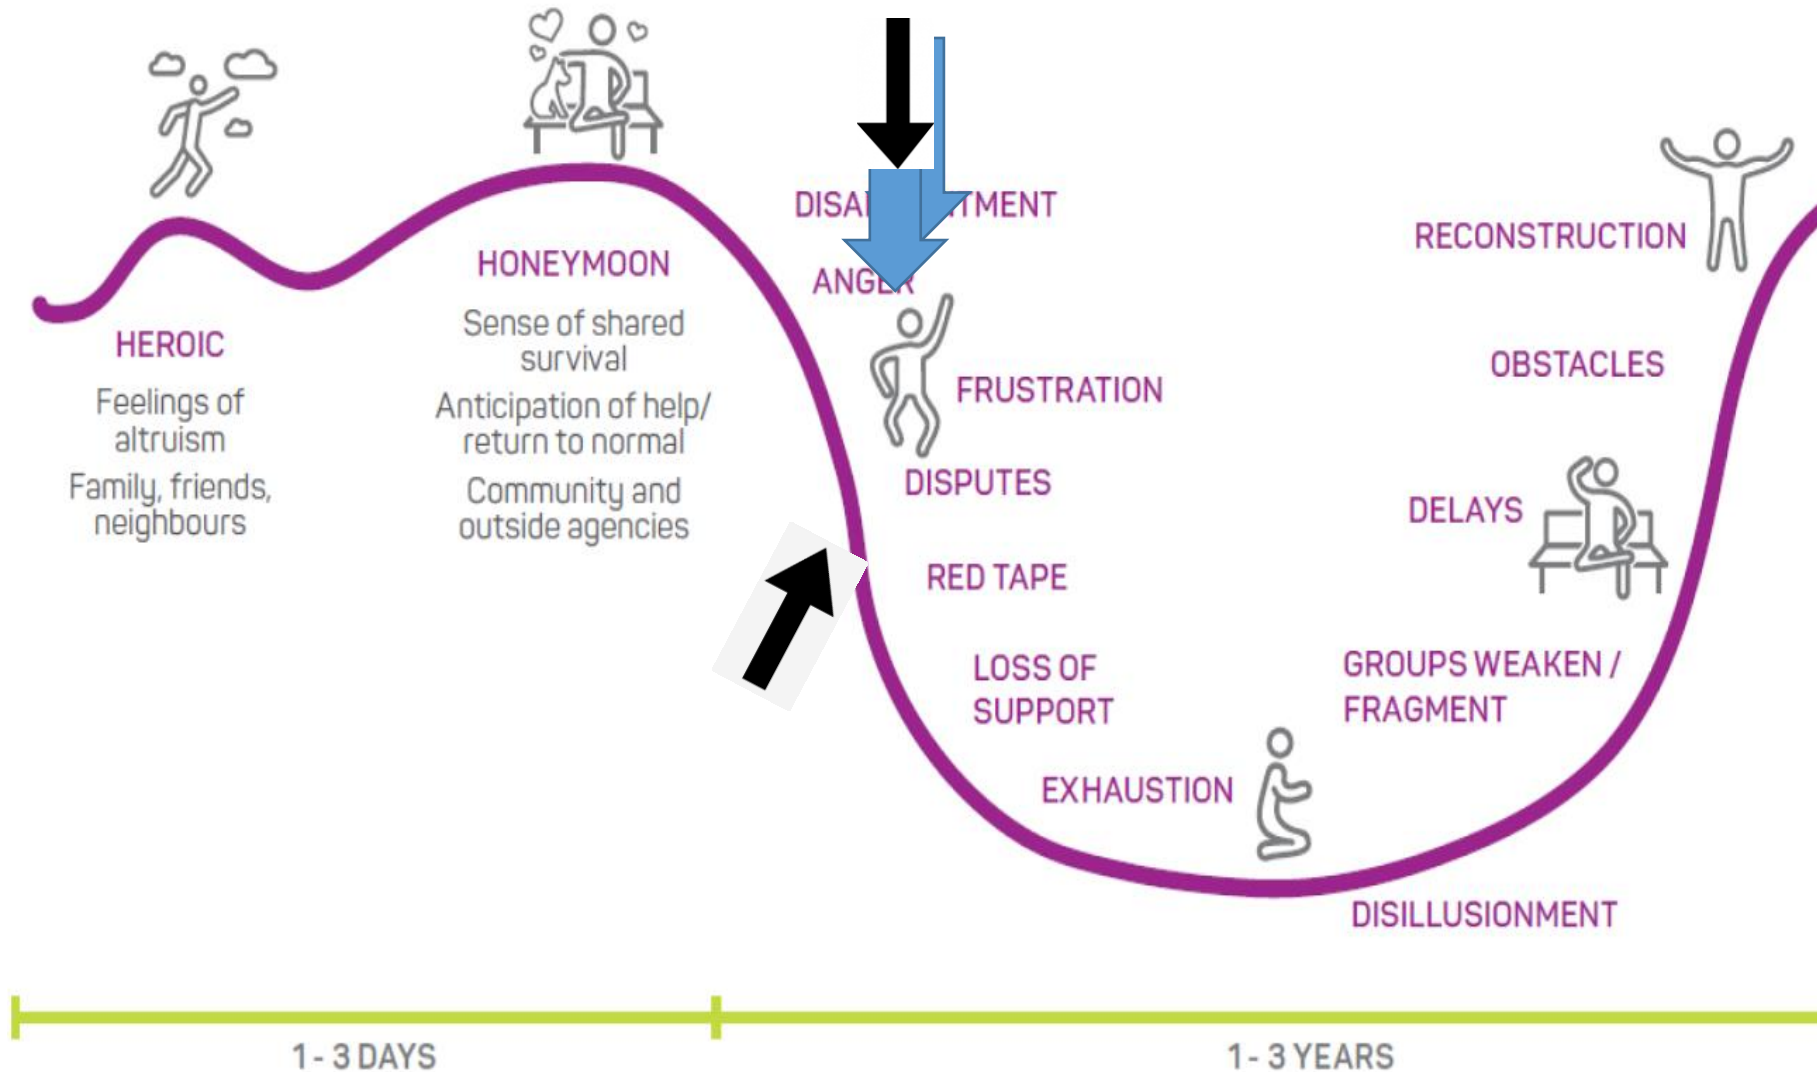 HEROIC
Feelings of
altruism
Family, friends,
neighbours
HONEYMOON
Sense of shared
survival
Anticipation of help/
return to normal
Community and
outside agencies
ANGER
FRUSTRATION
DISPUTES
RED TAPE
LOSS OF
SUPPORT
EXHAUSTION
DISILLUSIONMENT
GROUPS WEAKEN /
FRAGMENT
DELAYS
OBSTACLES
RECONSTRUCTION
1 - 3 DAYS
1 - 3 YEARS